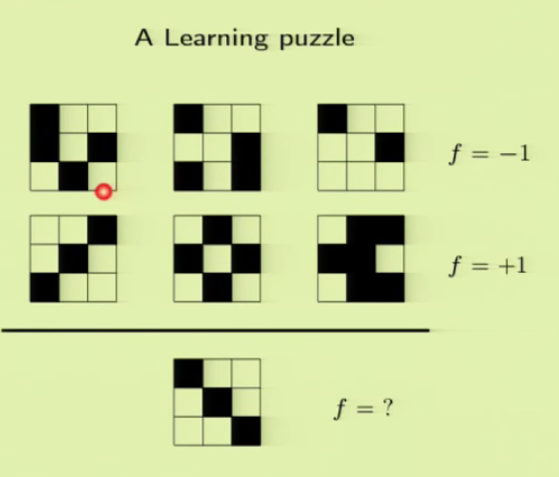 A Learning puzzle
f = −1
f = +1
f = ?